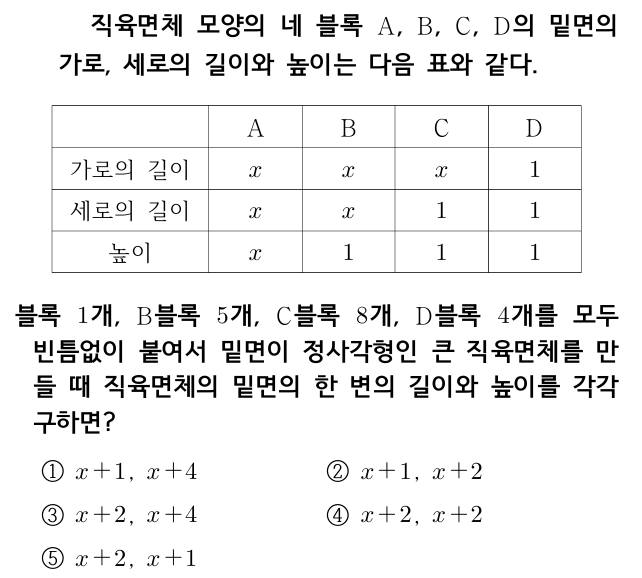 직육면체 모양의 네 블록 A, B, C, D의 밑면의
가로, 세로의 길이와 높이는 다음 표와 같다.
A B C D
가로의 길이 x x x 1
세로의 길이 x x 1 1
높이 x 1 1 1
블록 1개, B블록 5개, C블록 8개, D블록 4개를 모두
빈틈없이 붙여서 밑면이 정사각형인 큰 직육면체를 만
들 때 직육면체의 밑면의 한 변의 길이와 높이를 각각
구하면?
① x+1, x+4 ② x+1, x+2
③ x+2, x+4 ④ x+2, x+2
⑤ x+2, x+1